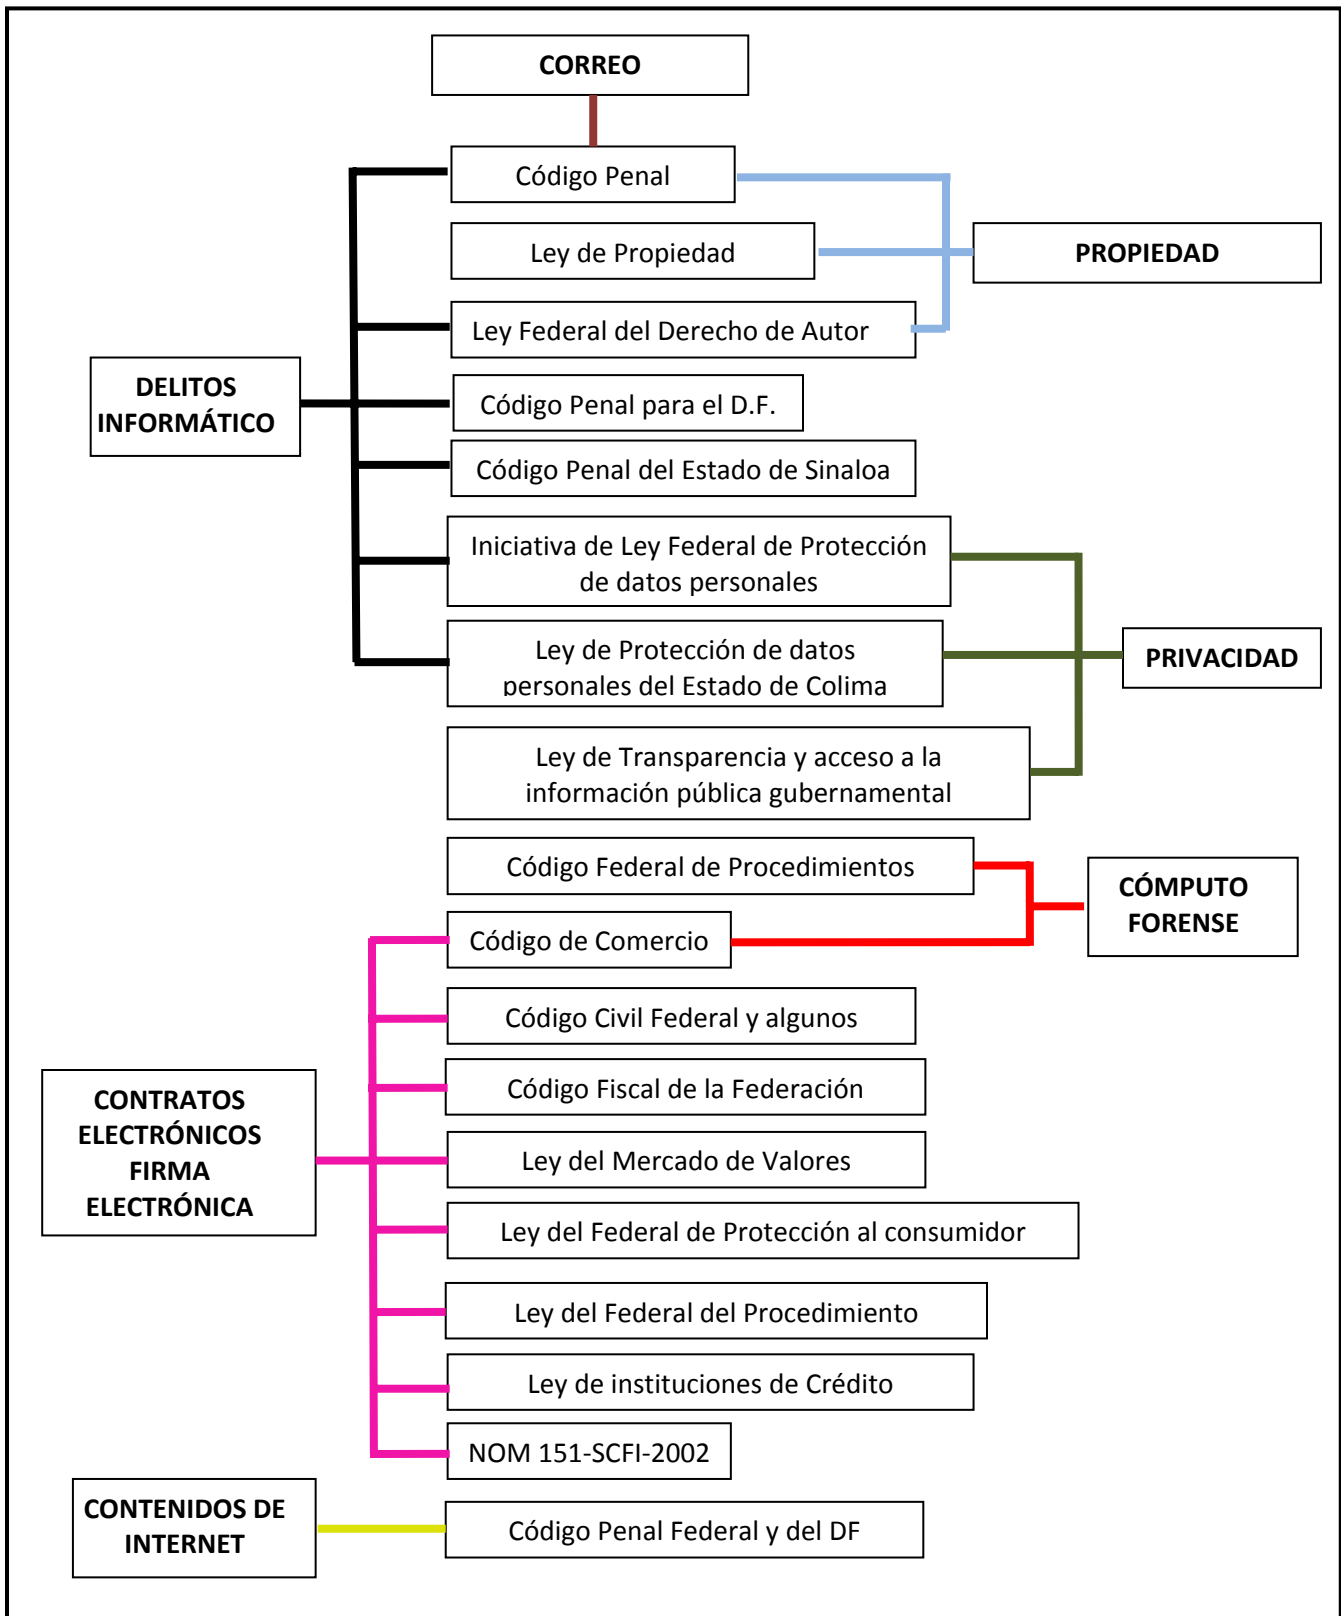 CORREO
Código Penal
Ley de Propiedad
PROPIEDAD
Ley Federal del Derecho de Autor
DELITOS
INFORMÁTICO
Código Penal para el D.F.
Código Penal del Estado de Sinaloa
Iniciativa de Ley Federal de Protección
de datos personales
Ley de Protección de datos
personales del Estado de Colima
PRIVACIDAD
Ley de Transparencia y acceso a la
información pública gubernamental
Código Federal de Procedimientos
CÓMPUTO
FORENSE
Código de Comercio
Código Civil Federal y algunos
Código Fiscal de la Federación
CONTRATOS
ELECTRÓNICOS
FIRMA
ELECTRÓNICA
Ley del Mercado de Valores
Ley del Federal de Protección al consumidor
Ley del Federal del Procedimiento
Ley de instituciones de Crédito
NOM 151-SCFI-2002
CONTENIDOS DE
INTERNET
Código Penal Federal y del DF